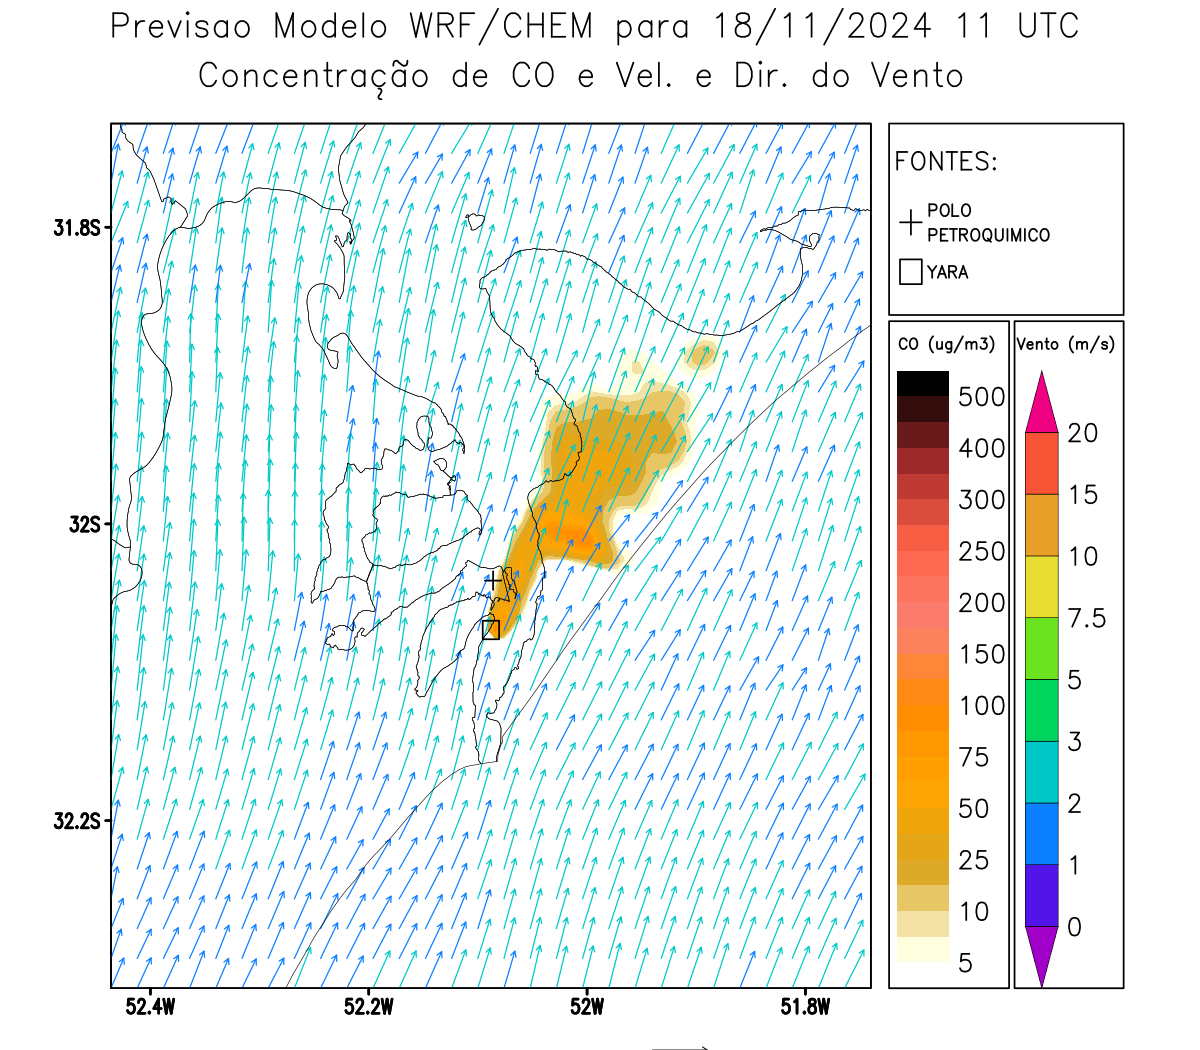 Previsao Modelo WRF/CHEM para 18/11/2024 11 UTC
Concentração de CO e Vel. e Dir. do Vento
FONTES:
POLO
PETROQUIMICO
YARA
CO (ug/m3)
500
400
300
250
200
150
100
75
50
25
10
5
Vento (m/s)
20
15
10
7.5
5
3
2
1
0
31.8S
32S
32.2S
52.4W
52.2W
52W
51.8W